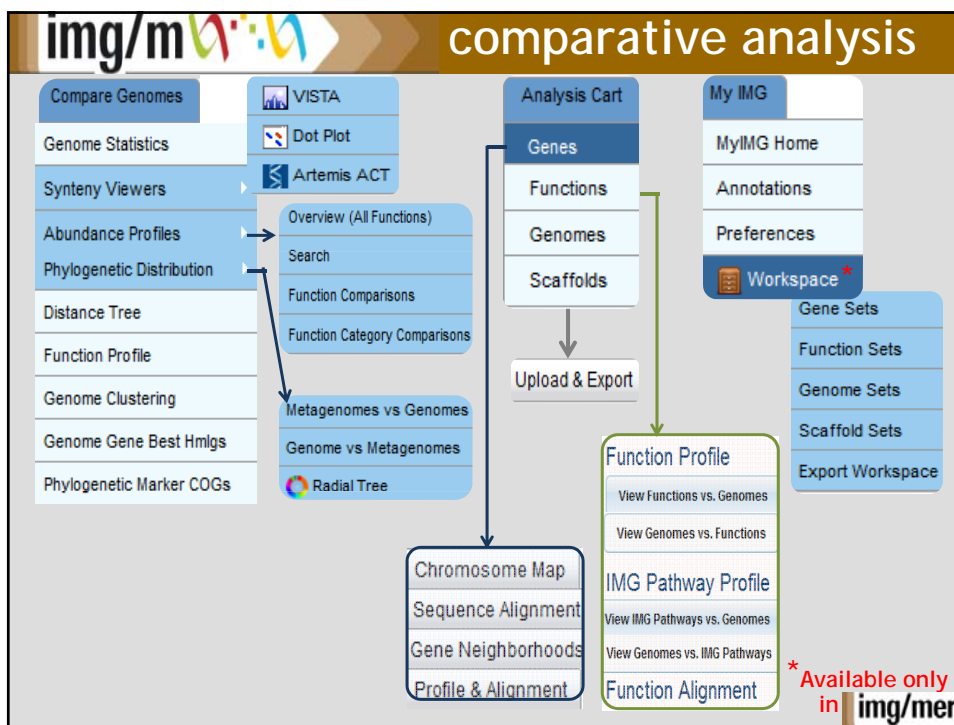 img/m
comparative analysis
Compare Genomes
Genome Statistics
Synteny Viewers
Abundance Profiles
Phylogenetic Distribution
Distance Tree
Function Profile
Genome Clustering
Genome Gene Best Hmlgs
Phylogenetic Marker COGs
VISTA
Dot Plot
Artemis ACT
Overview (All Functions)
Search
Function Comparisons
Function Category Comparisons
Metagenomes vs Genomes
Genome vs Metagenomes
Radial Tree
Analysis Cart
Genes
Functions
Genomes
Scaffolds
Upload & Export
Chromosome Map
Sequence Alignment
Gene Neighborhoods
Profile & Alignment
Function Profile
View Functions vs. Genomes
View Genomes vs. Functions
IMG Pathway Profile
View IMG Pathways vs. Genomes
View Genomes vs. IMG Pathways
Function Alignment
My IMG
MyIMG Home
Annotations
Preferences
Workspace*
Gene Sets
Function Sets
Genome Sets
Scaffold Sets
Export Workspace
*Available only
in img/mer